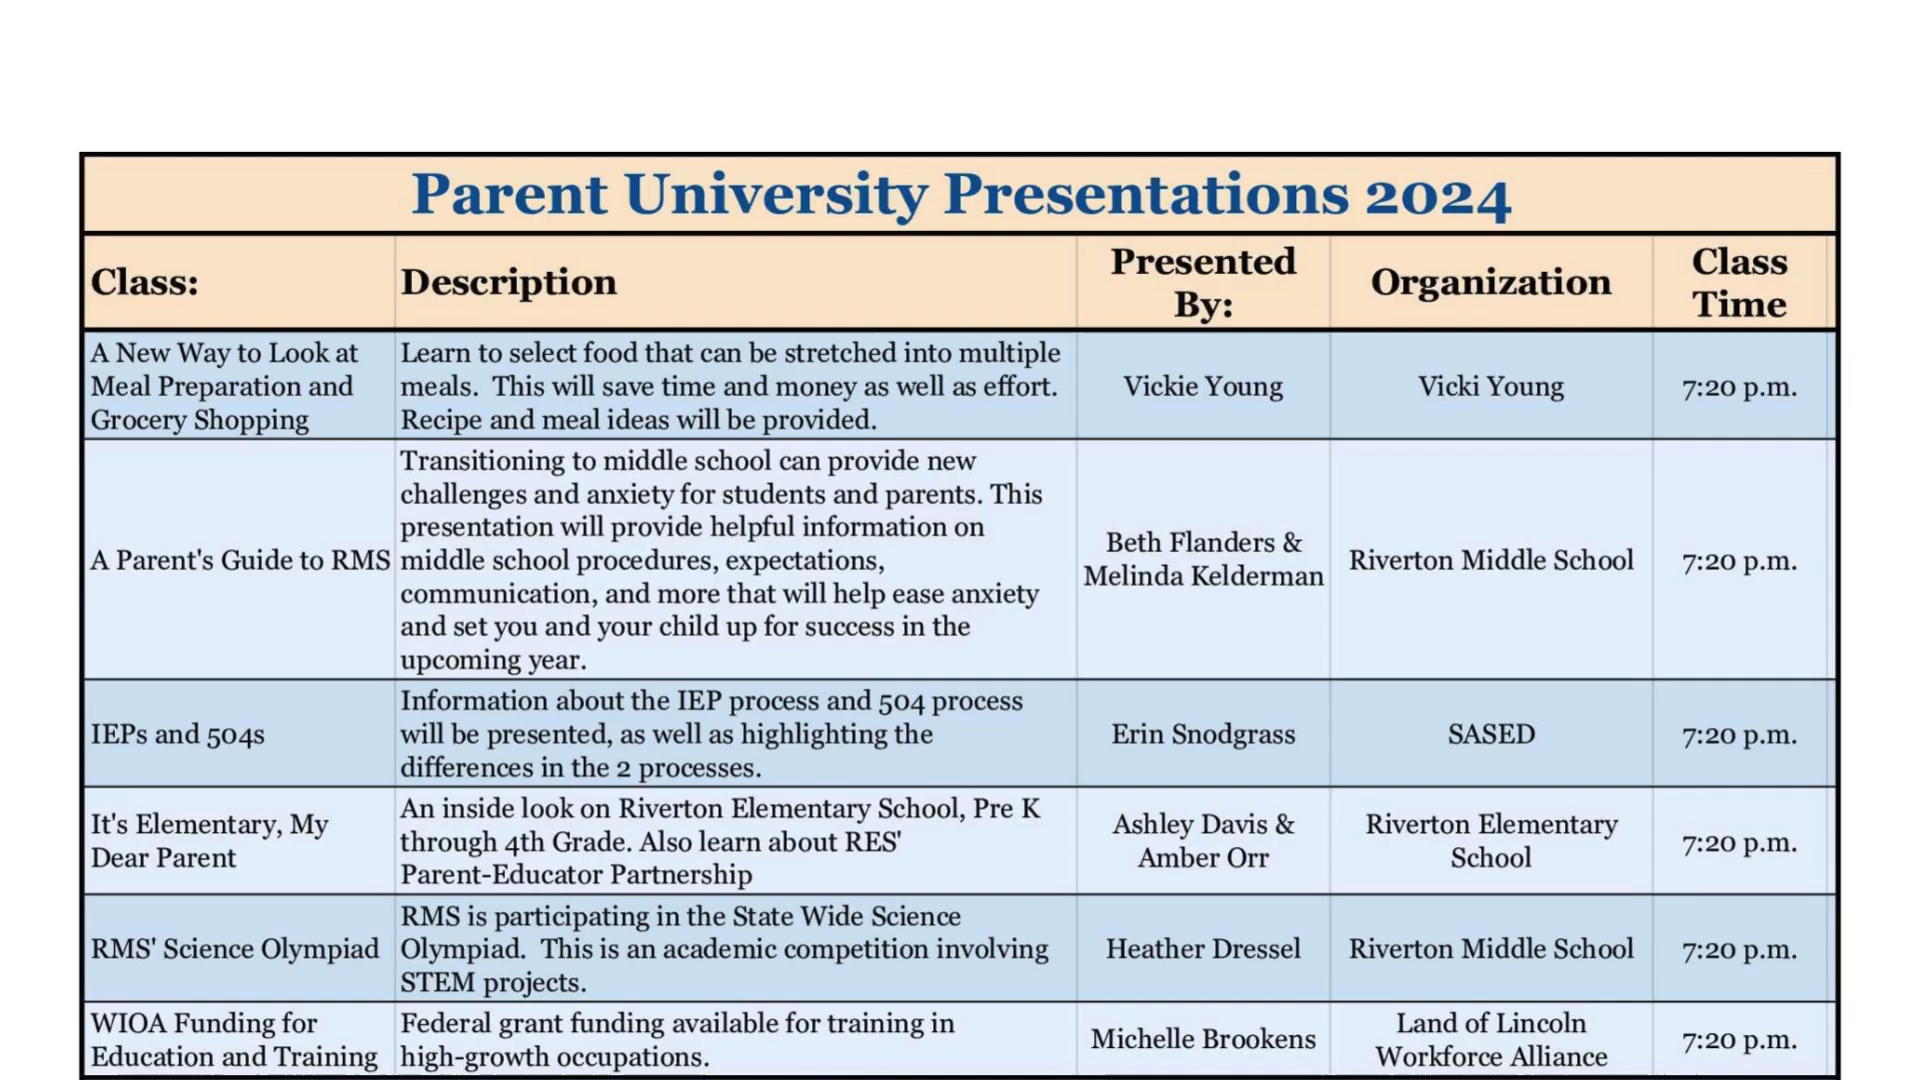 Parent University Presentations 2024
Class:
Description
Presented
By:
Organization
Class
Time
A New Way to Look at
Meal Preparation and
Grocery Shopping
Learn to select food that can be stretched into multiple
meals.  This will save time and money as well as effort.
Recipe and meal ideas will be provided.
Vickie Young
Vicki Young
7:20 p.m.
A Parent's Guide to RMS
Transitioning to middle school can provide new
challenges and anxiety for students and parents. This
presentation will provide helpful information on
middle school procedures, expectations,
communication, and more that will help ease anxiety
and set you and your child up for success in the
upcoming year.
Beth Flanders &
Melinda Kelderman
Riverton Middle School
7:20 p.m.
IEPs and 504s
Information about the IEP process and 504 process
will be presented, as well as highlighting the
differences in the 2 processes.
Erin Snodgrass
SASED
7:20 p.m.
It's Elementary, My
Dear Parent
An inside look on Riverton Elementary School, Pre K
through 4th Grade. Also learn about RES'
Parent-Educator Partnership
Ashley Davis &
Amber Orr
Riverton Elementary
School
7:20 p.m.
RMS' Science Olympiad
RMS is participating in the State Wide Science
Olympiad.  This is an academic competition involving
STEM projects.
Heather Dressel
Riverton Middle School
7:20 p.m.
WIOA Funding for
Education and Training
Federal grant funding available for training in
high-growth occupations.
Michelle Brookens
Land of Lincoln
Workforce Alliance
7:20 p.m.